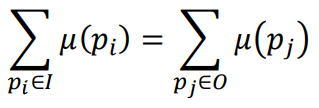 ∑_{p_i∈I} μ(p_i) = ∑_{p_j∈O} μ(p_j)